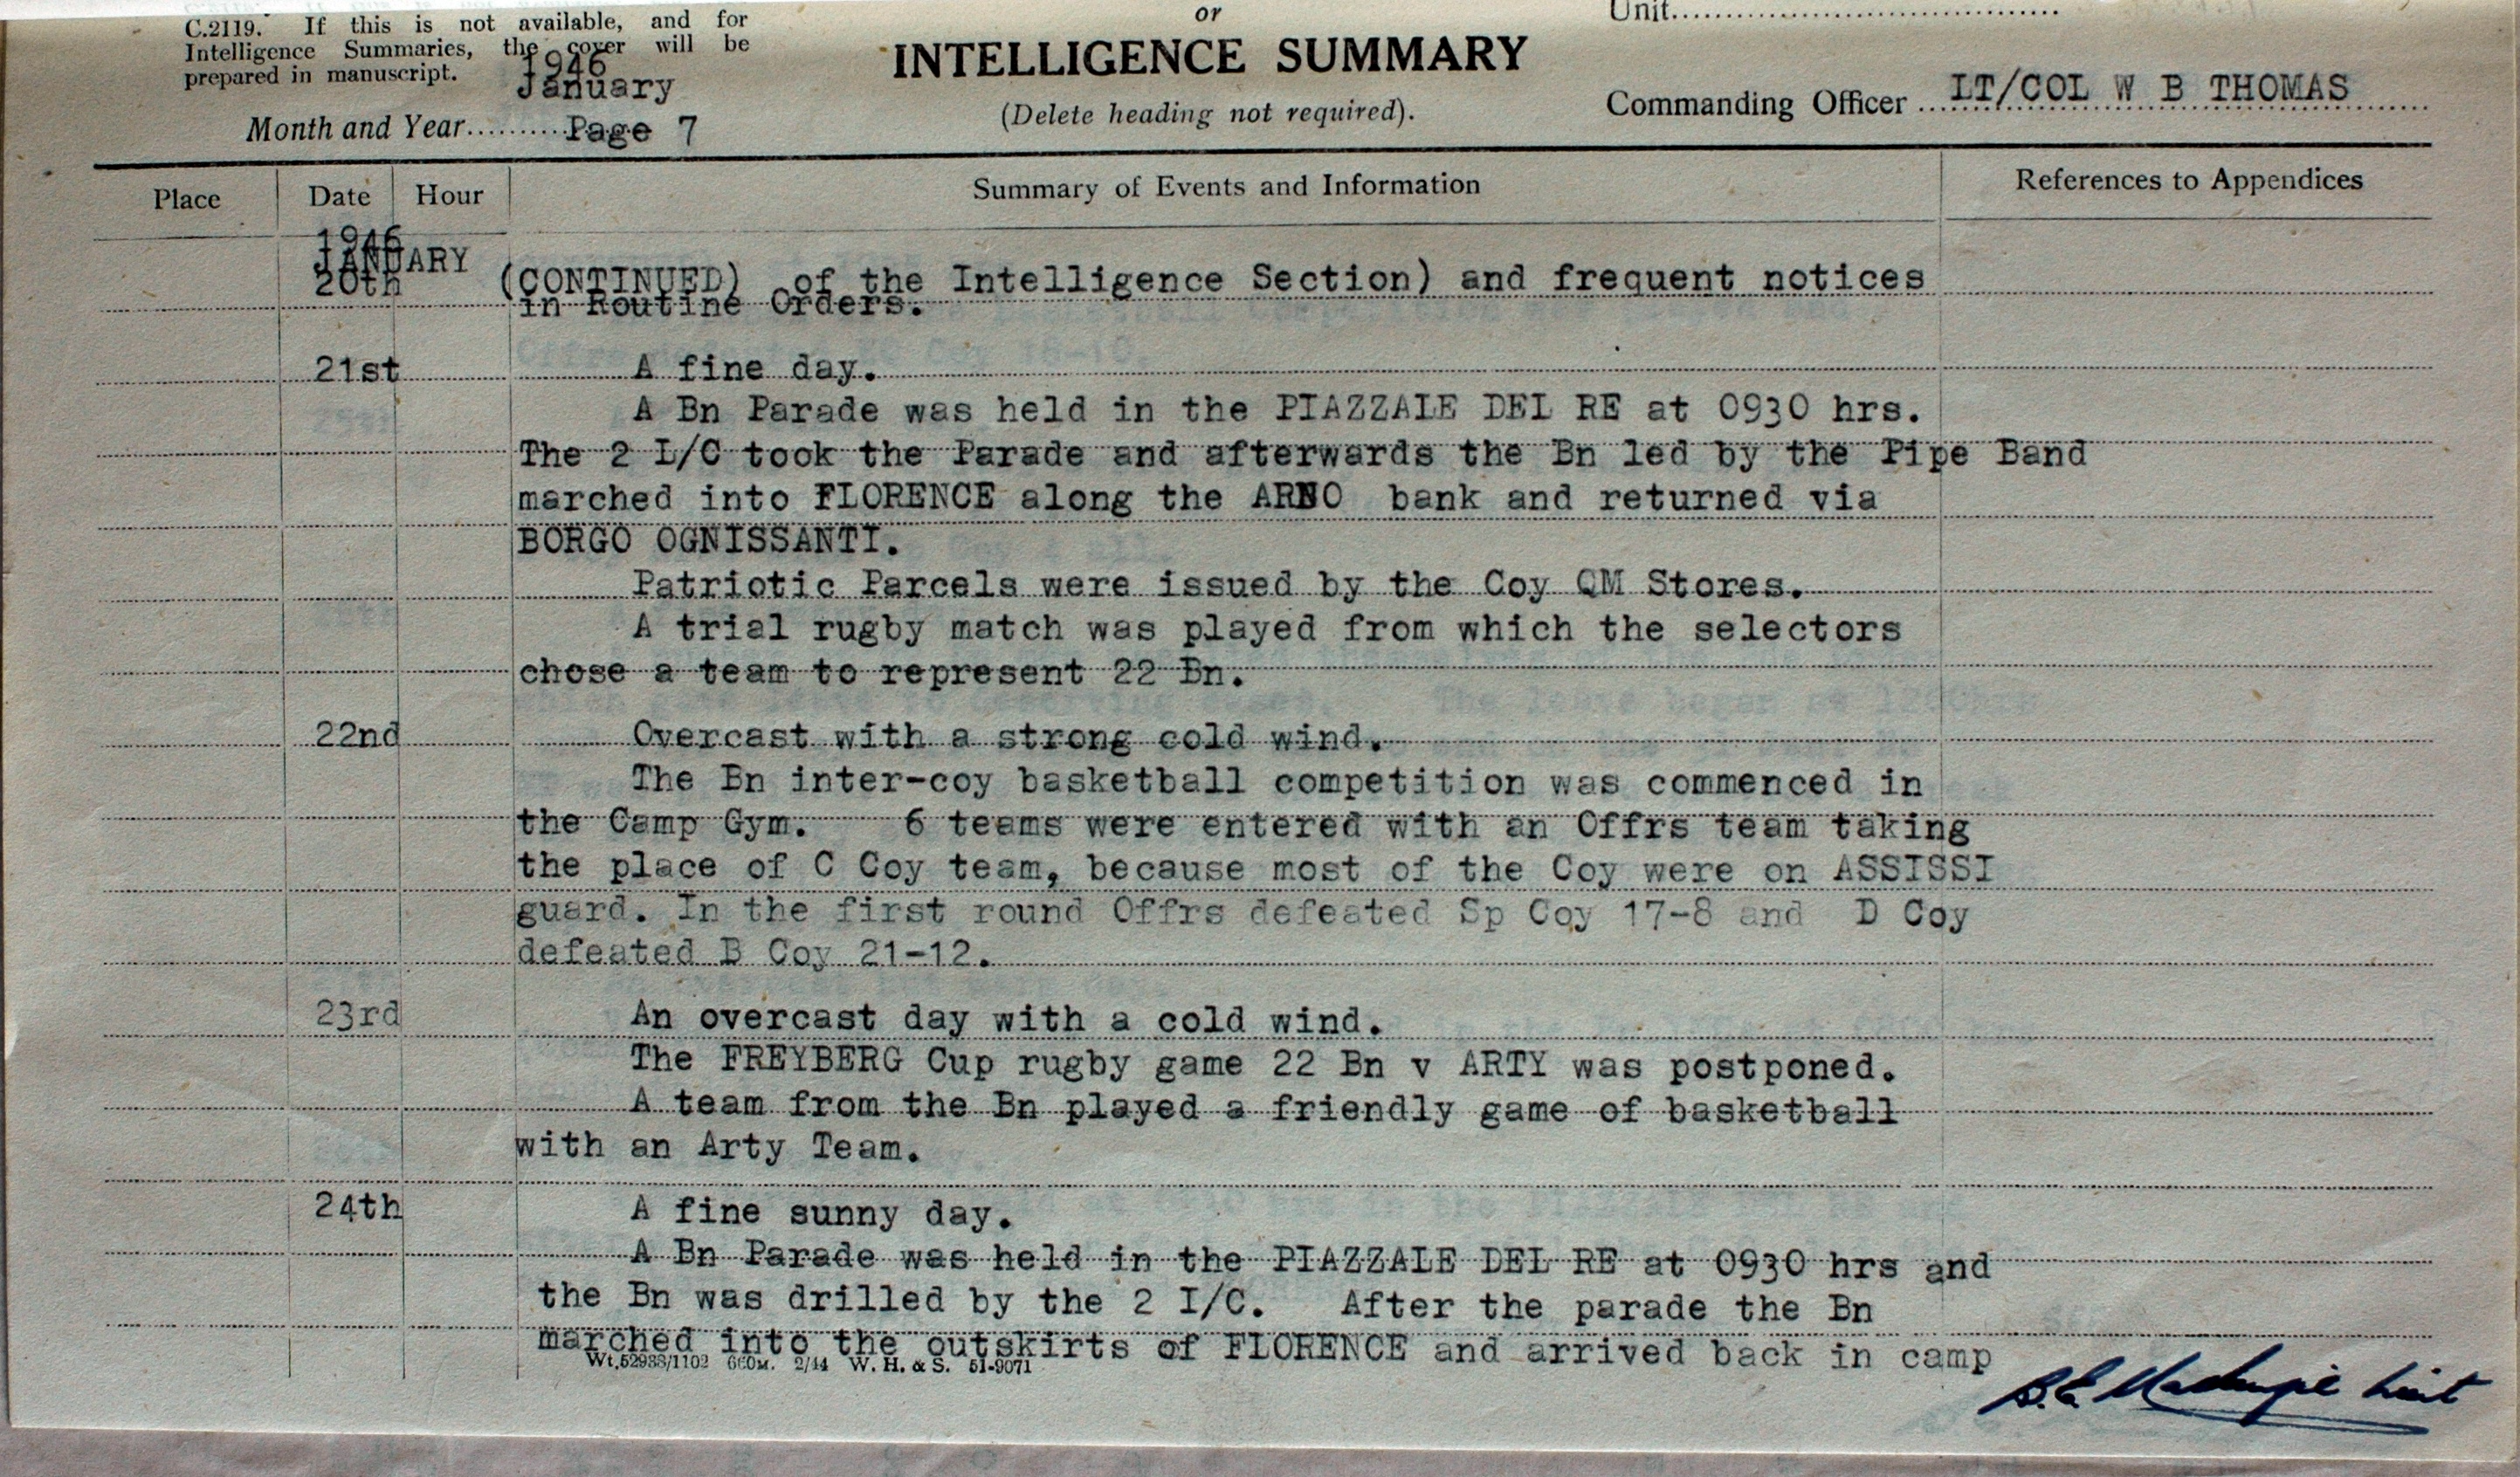 or
Unit
C.2119. If this is not available, and for
Intelligence Summaries, the cover will be
prepared in manuscript.
INTELLIGENCE SUMMARY
(Delete heading not required).
1946
January
Month and Year.......... Page 7
Commanding Officer .... LT/COL W B THOMAS
Place Date Hour Summary of Events and Information References to Appendices
1946
JANUARY
20th (CONTINUED) of the Intelligence Section) and frequent notices
in Routine Orders.
21st A fine day.
A Bn Parade was held in the PIAZZALE DEL RE at 0930 hrs.
The 2 I/C took the Parade and afterwards the Bn led by the Pipe Band
marched into FLORENCE along the ARNO bank and returned via
BORGO OGNISSANTI.
Patriotic Parcels were issued by the Coy QM Stores.
A trial rugby match was played from which the selectors
chose a team to represent 22 Bn.
22nd Overcast with a strong cold wind.
The Bn inter-coy basketball competition was commenced in
the Camp Gym. 6 teams were entered with an Offrs team taking
the place of C Coy team, because most of the Coy were on ASSISSI
guard. In the first round Offrs defeated Sp Coy 17-8 and D Coy
defeated B Coy 21-12.
23rd An overcast day with a cold wind.
The FREYBERG Cup rugby game 22 Bn v ARTY was postponed.
A team from the Bn played a friendly game of basketball
with an Arty Team.
24th A fine sunny day.
A Bn Parade was held in the PIAZZALE DEL RE at 0930 hrs and
the Bn was drilled by the 2 I/C. After the parade the Bn
marched into the outskirts of FLORENCE and arrived back in camp
Wt.52938/1102 660M. 2/44 W. H. & S. 51-9071